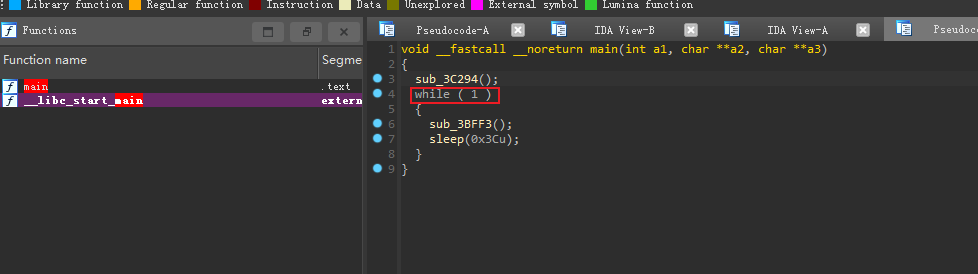 Library function Regular function Instruction Data Unexplored External symbol Lumina function
Functions
Function name Segme
main .text
__libc_start_main extern
Pseudocode-A IDA View-B IDA View-A Pseudoco
1 void __fastcall __noreturn main(int a1, char **a2, char **a3)
2 {
3 sub_3C294();
4 while ( 1 )
5 {
6 sub_3BFF3();
7 sleep(0x3Cu);
8 }
9 }